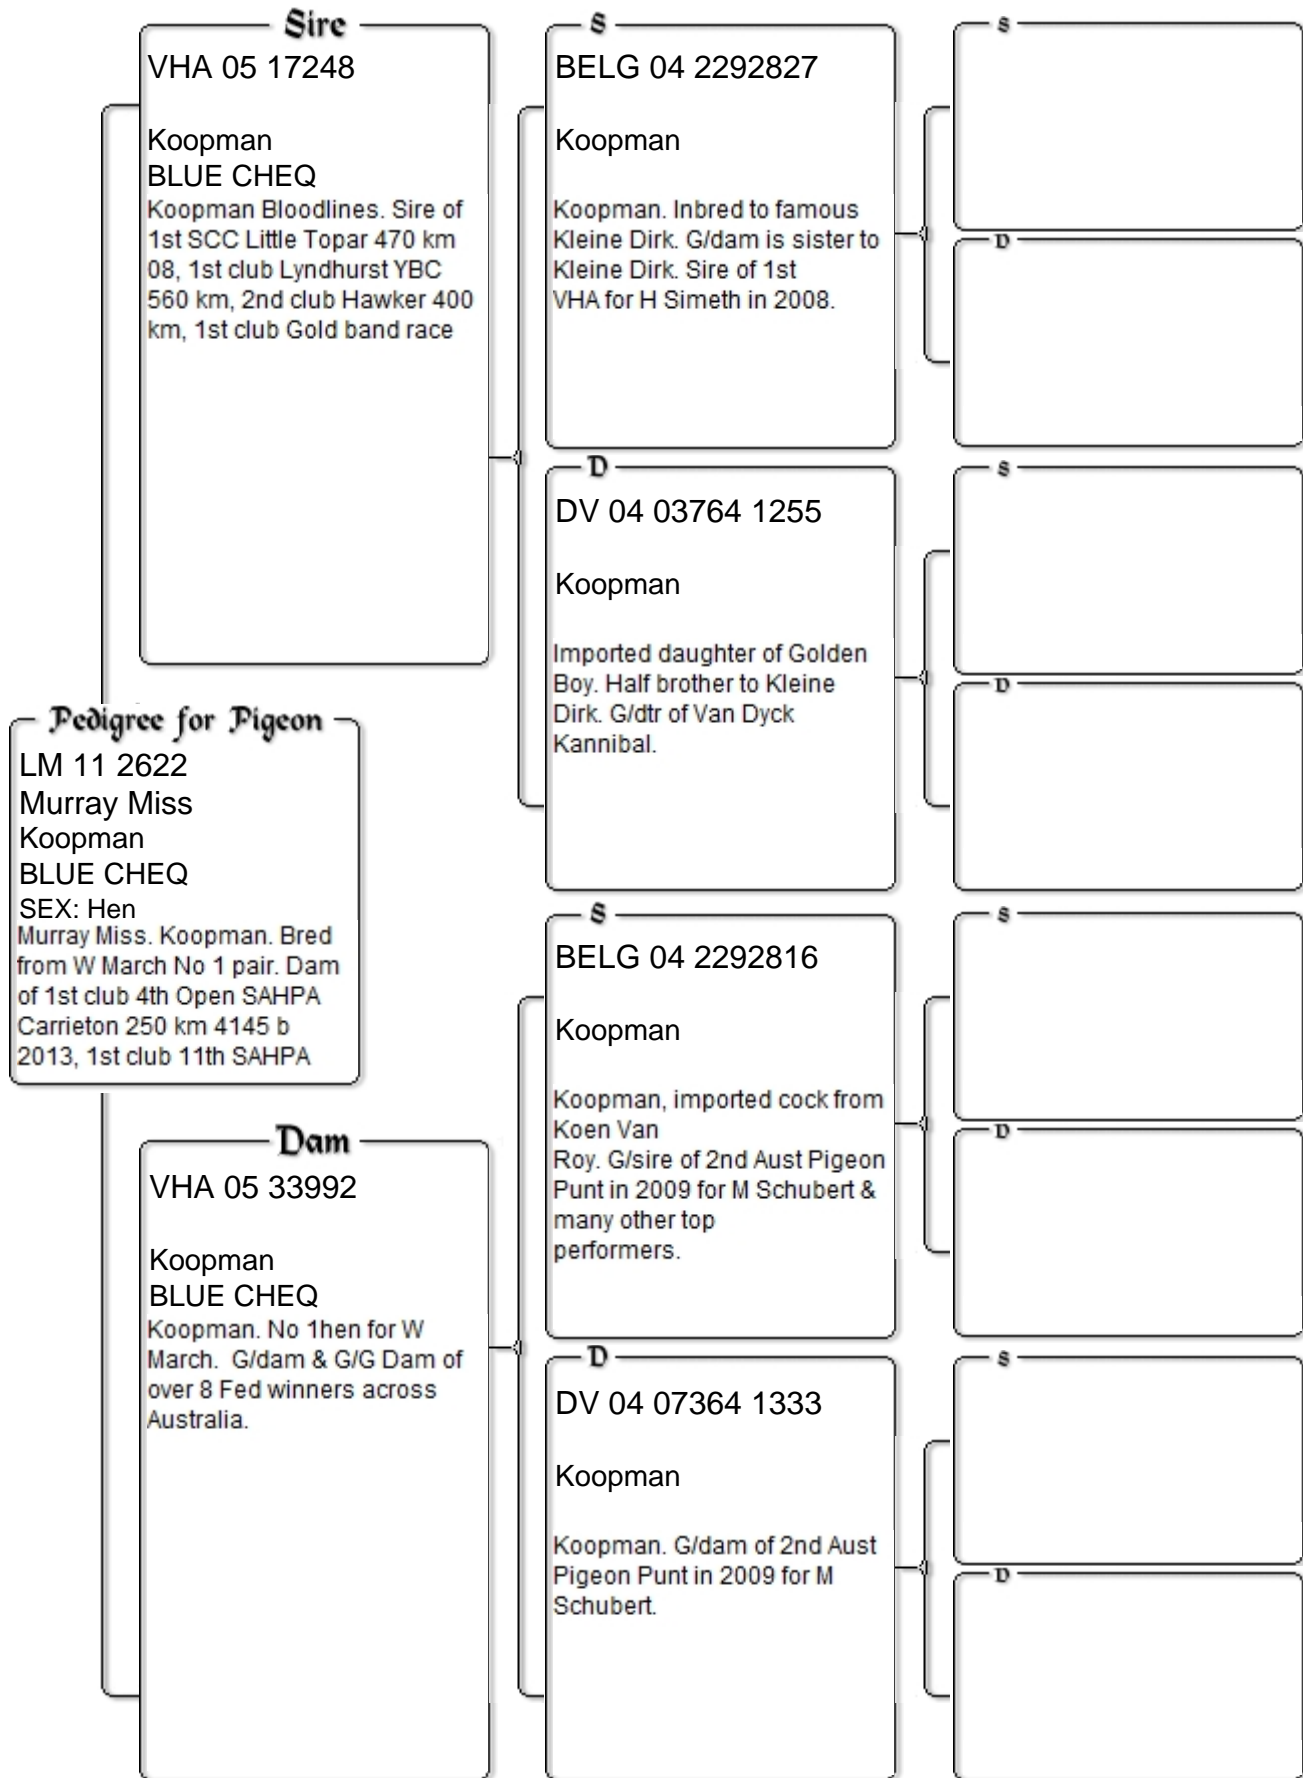 Sire
VHA 05 17248
Koopman
BLUE CHEQ
Koopman Bloodlines. Sire of
1st SCC Little Topar 470 km
08, 1st club Lyndhurst YBC
560 km, 2nd club Hawker 400
km, 1st club Gold band race
S
BELG 04 2292827
Koopman
Koopman. Inbred to famous
Kleine Dirk. G/dam is sister to
Kleine Dirk. Sire of 1st
VHA for H Simeth in 2008.
D
DV 04 03764 1255
Koopman
Imported daughter of Golden
Boy. Half brother to Kleine
Dirk. G/dtr of Van Dyck
Kannibal.
S
D
S
D
Pedigree for Pigeon
LM 11 2622
Murray Miss
Koopman
BLUE CHEQ
SEX: Hen
Murray Miss. Koopman. Bred
from W March No 1 pair. Dam
of 1st club 4th Open SAHPA
Carrieton 250 km 4145 b
2013, 1st club 11th SAHPA
Dam
VHA 05 33992
Koopman
BLUE CHEQ
Koopman. No 1hen for W
March.  G/dam & G/G Dam of
over 8 Fed winners across
Australia.
S
BELG 04 2292816
Koopman
Koopman, imported cock from
Koen Van
Roy. G/sire of 2nd Aust Pigeon
Punt in 2009 for M Schubert &
many other top
performers.
D
DV 04 07364 1333
Koopman
Koopman. G/dam of 2nd Aust
Pigeon Punt in 2009 for M
Schubert.
S
D
S
D